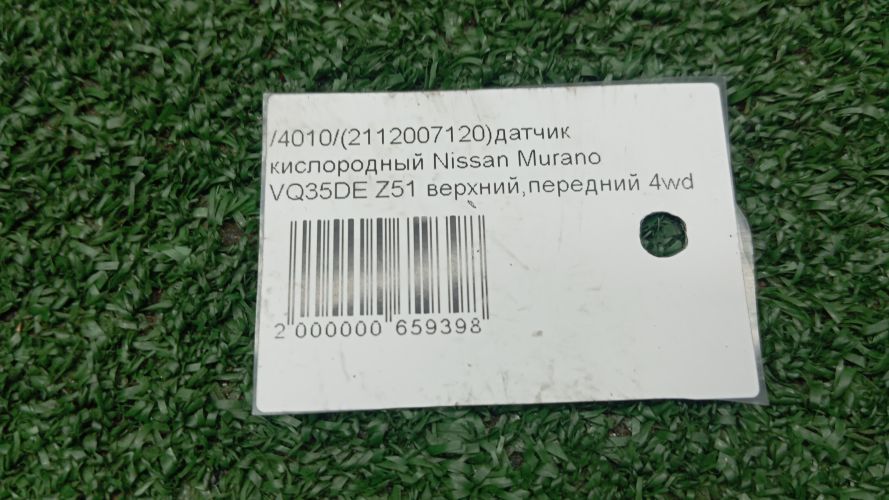 /4010/(2112007120)датчик
кислородный Nissan Murano
VQ35DE Z51 верхний,передний 4wd
2 000000 659398